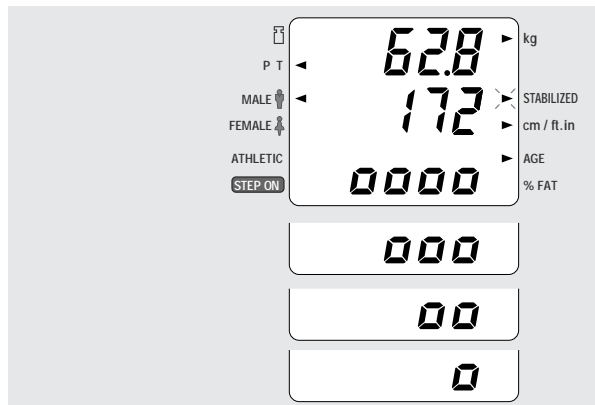 62.8 kg
P T
MALE 172 STABILIZED
FEMALE cm / ft.in
ATHLETIC AGE
STEP ON 0000 % FAT
000
00
0